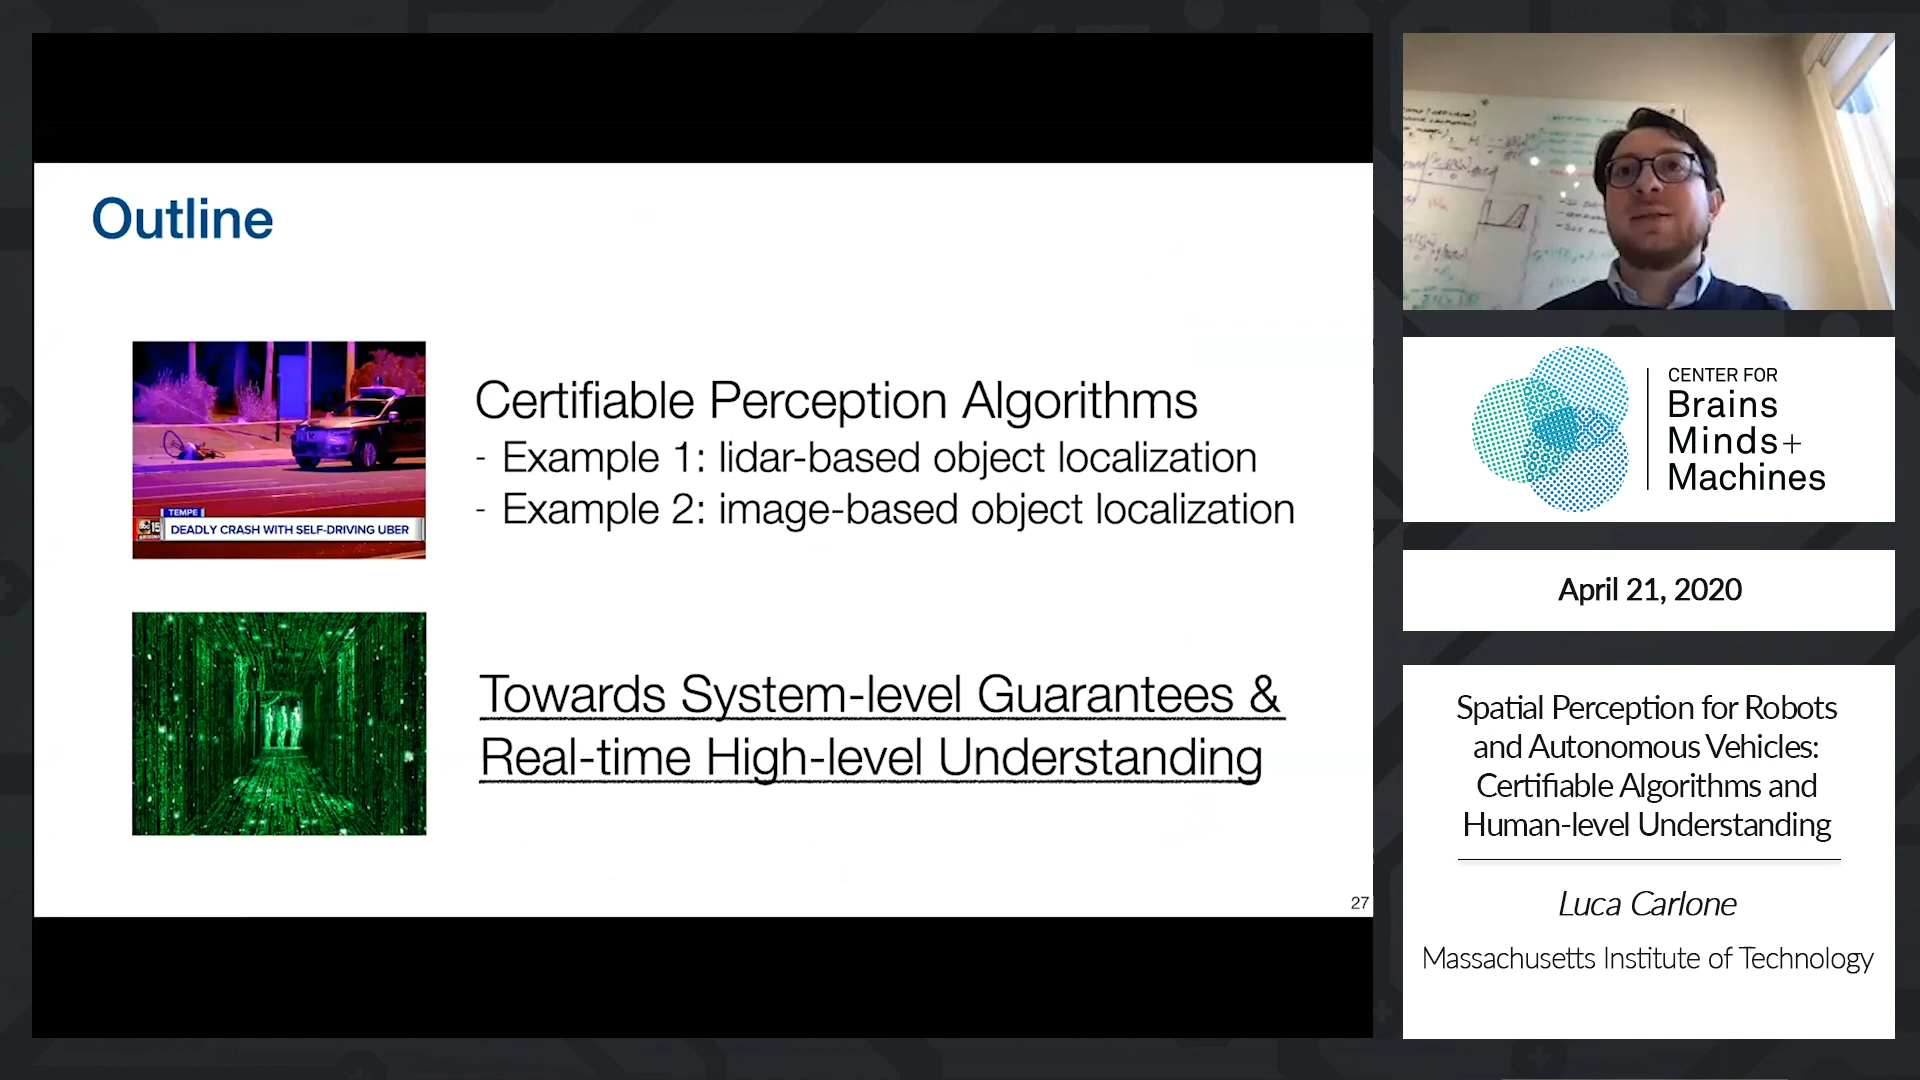 Outline
Certifiable Perception Algorithms
- Example 1: lidar-based object localization
- Example 2: image-based object localization
TEMPE
abc 15
ARIZONA
DEADLY CRASH WITH SELF-DRIVING UBER
Towards System-level Guarantees &
Real-time High-level Understanding
27
CENTER FOR
Brains
Minds+
Machines
April 21, 2020
Spatial Perception for Robots
and Autonomous Vehicles:
Certifiable Algorithms and
Human-level Understanding
Luca Carlone
Massachusetts Institute of Technology